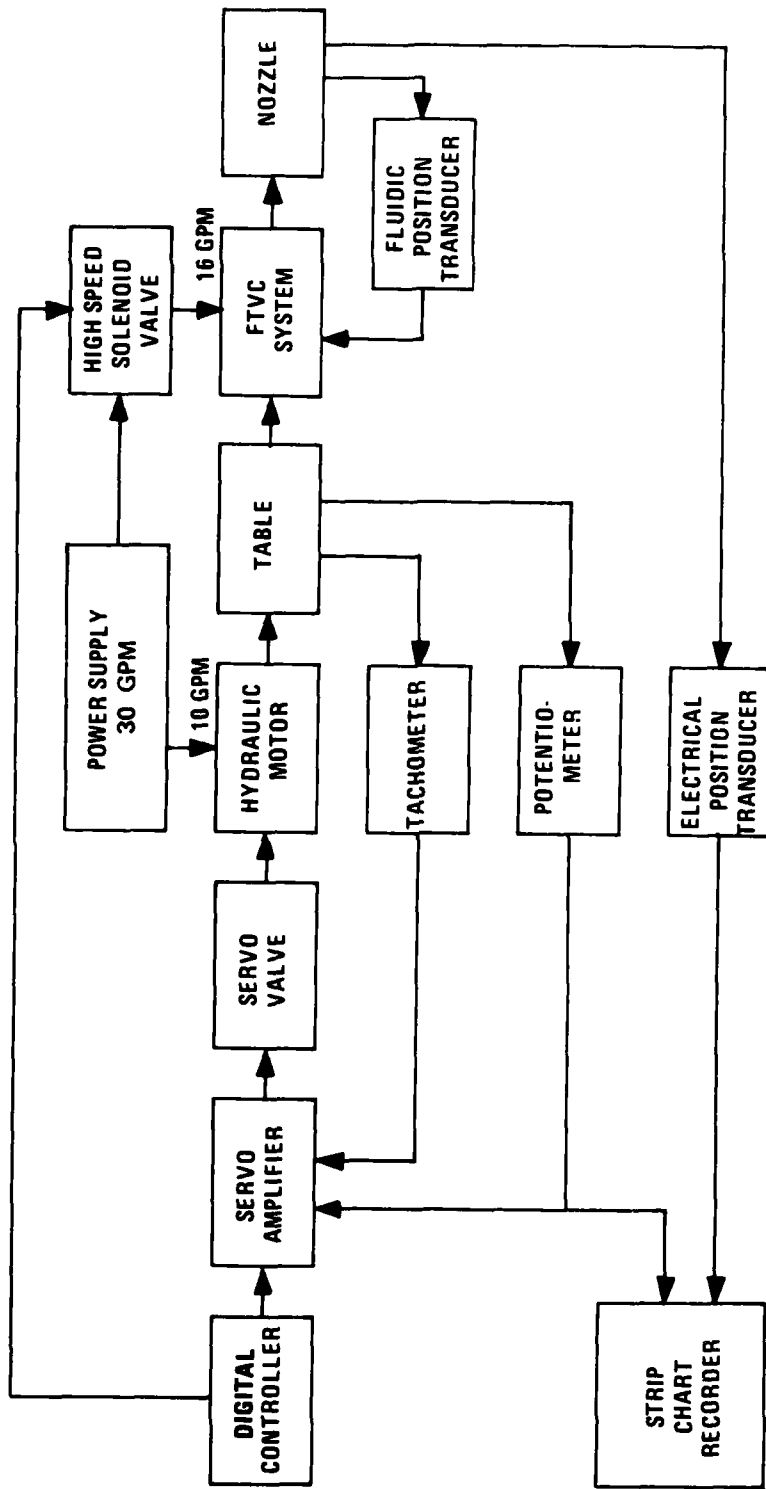 POWER SUPPLY
30 GPM
HIGH SPEED
SOLENOID
VALVE
10 GPM
16 GPM
DIGITAL
CONTROLLER
SERVO
AMPLIFIER
SERVO
VALVE
HYDRAULIC
MOTOR
TABLE
FTVC
SYSTEM
NOZZLE
TACHOMETER
FLUIDIC
POSITION
TRANSDUCER
POTENTIO-
METER
STRIP
CHART
RECORDER
ELECTRICAL
POSITION
TRANSDUCER